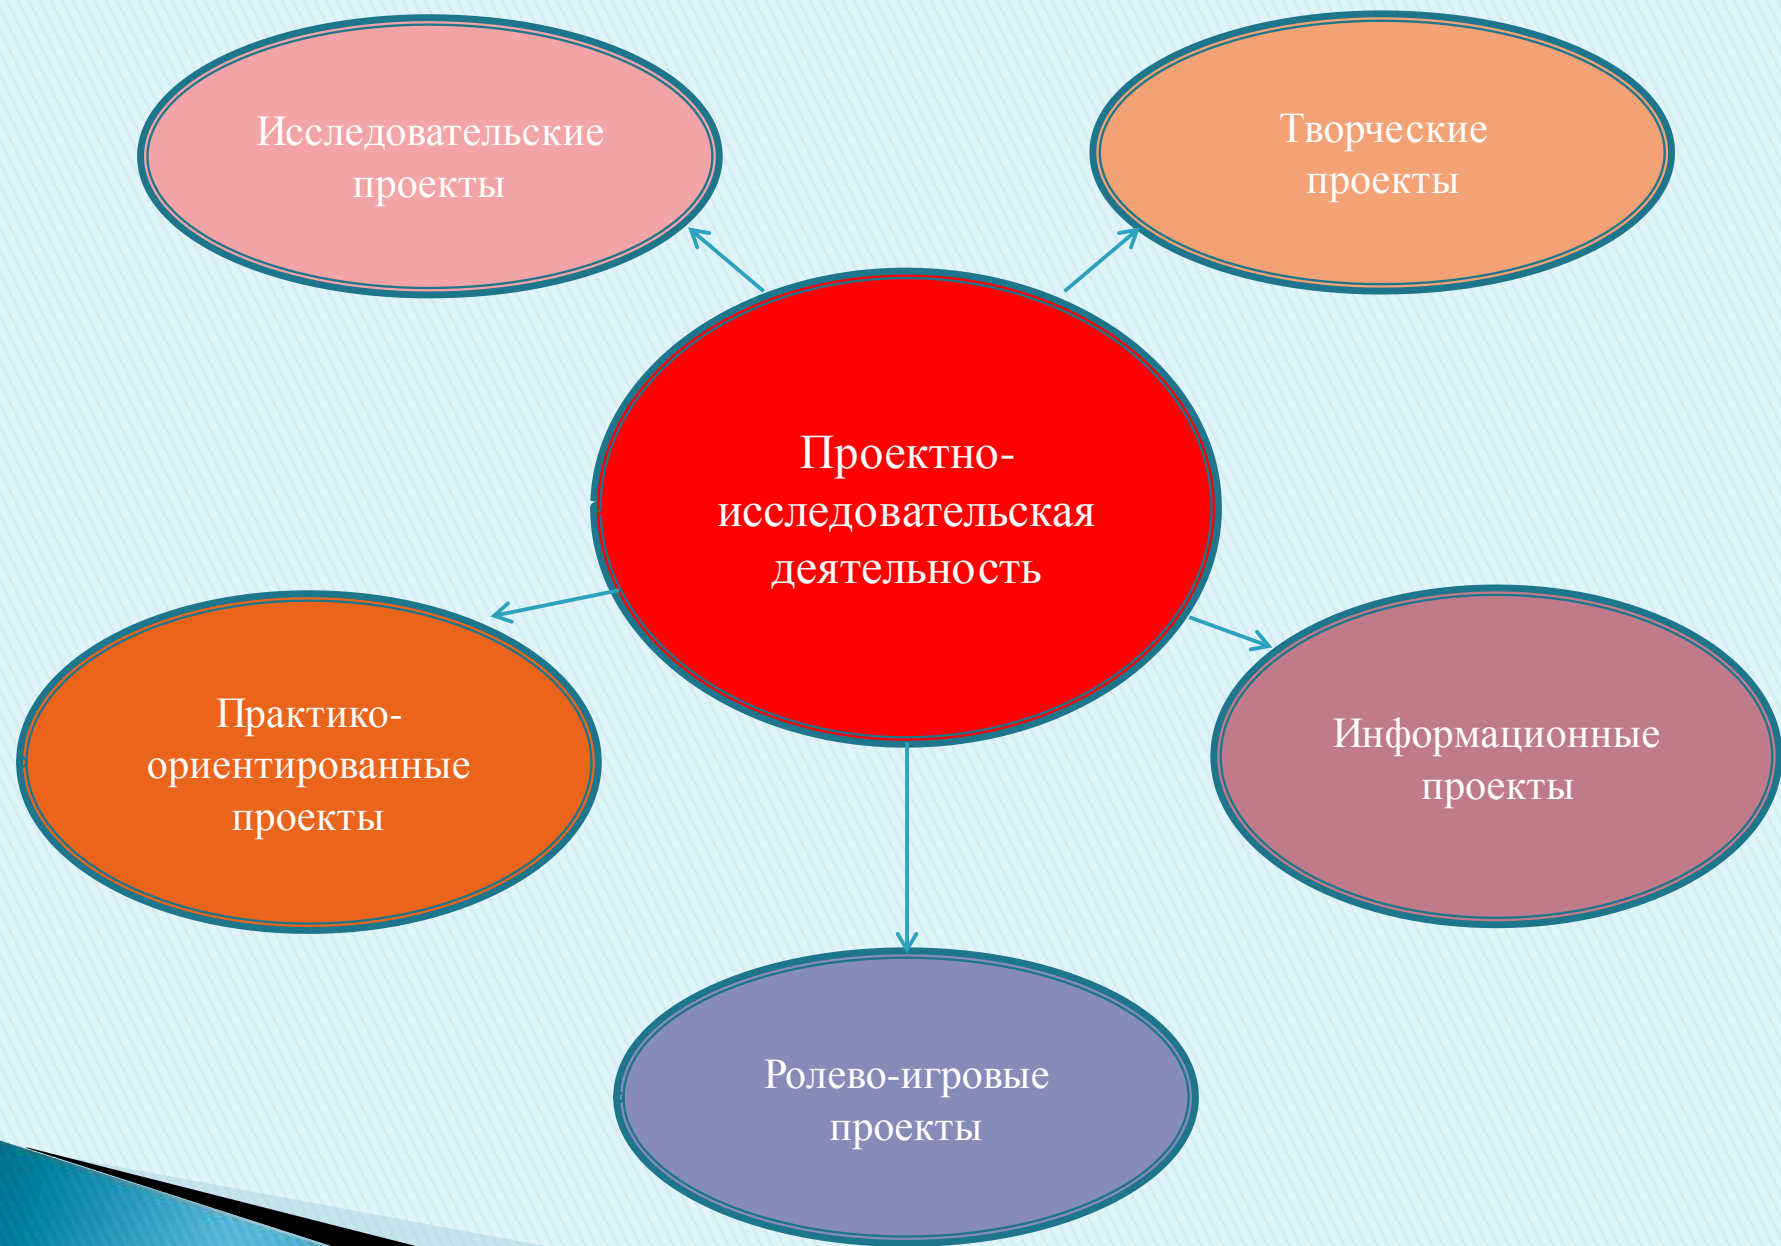 Исследовательские
проекты
Творческие
проекты
Проектно-
исследовательская
деятельность
Практико-
ориентированные
проекты
Информационные
проекты
Ролево-игровые
проекты